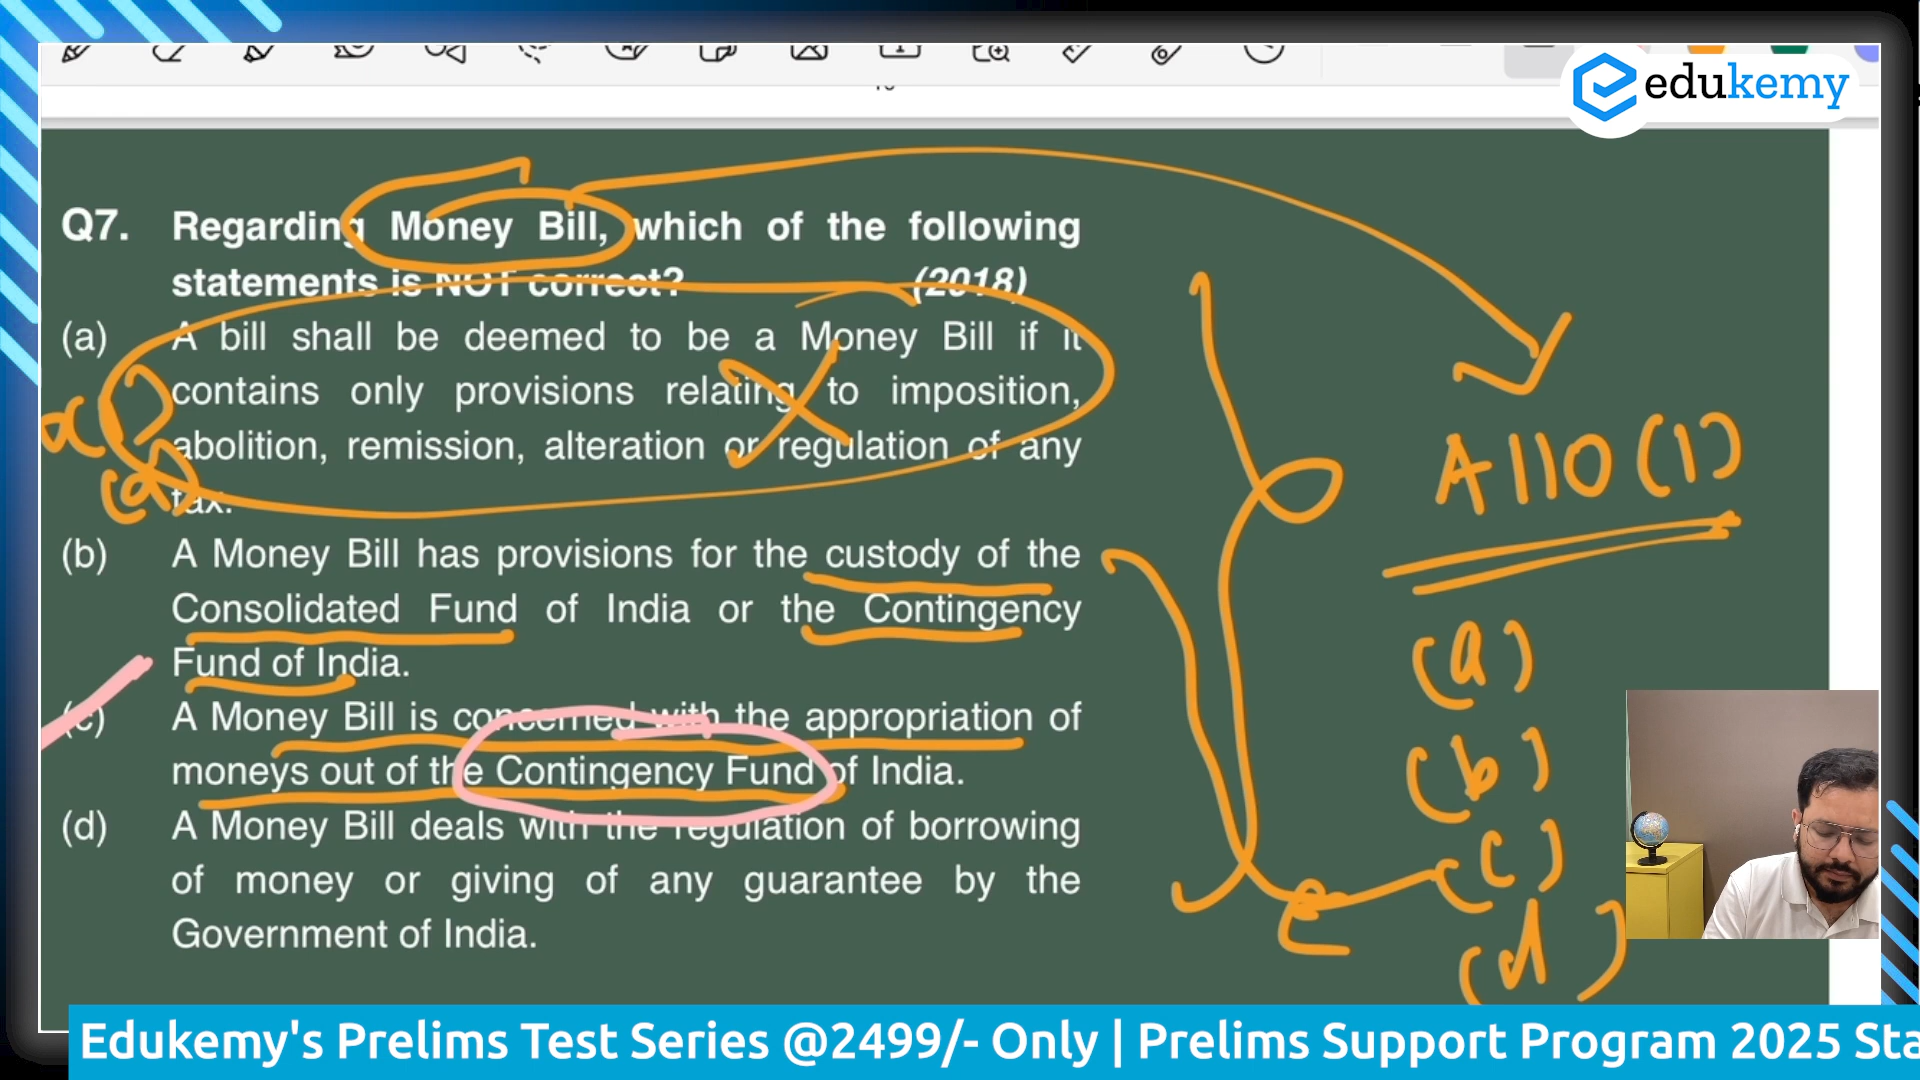 edukemy
Q7. Regarding Money Bill, which of the following
statements is NOT correct? (2018)
(a) A bill shall be deemed to be a Money Bill if it
contains only provisions relating to imposition,
abolition, remission, alteration or regulation of any
tax.
(b) A Money Bill has provisions for the custody of the
Consolidated Fund of India or the Contingency
Fund of India.
(c) A Money Bill is concerned with the appropriation of
moneys out of the Contingency Fund of India.
(d) A Money Bill deals with the regulation of borrowing
of money or giving of any guarantee by the
Government of India.
A 110 (1)
(a)
(b)
(c)
(d)
Edukemy's Prelims Test Series @2499/- Only | Prelims Support Program 2025 Sta